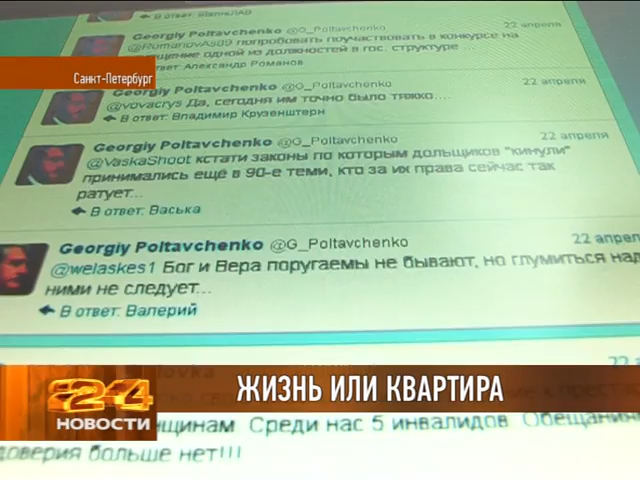 В ответ:
Georgiy Poltavchenko @G_Poltavchenko 22 апреля
попробовать поучаствовать в конкурсе на
одной из должностей в гос. структуре ...
Александр Романов
Санкт-Петербург
Georgiy Poltavchenko @G_Poltavchenko 22 апреля
@vovacrys Да, сегодня им точно было тяжко....
В ответ: Владимир Крузенштерн
Georgiy Poltavchenko @G_Poltavchenko 22 апреля
@VaskaShoot кстати законы по которым дольщиков "кинули"
принимались ещё в 90-е теми, кто за их права сейчас так
ратует...
В ответ: Васька
Georgiy Poltavchenko @G_Poltavchenko 22 апрел
@welaskes1 Бог и Вера поругаемы не бывают, но глумиться над
ними не следует...
В ответ: Валерий
24
НОВОСТИ
ЖИЗНЬ ИЛИ КВАРТИРА
нщинам. Среди нас 5 инвалидов. Обещани
доверия больше нет!!!